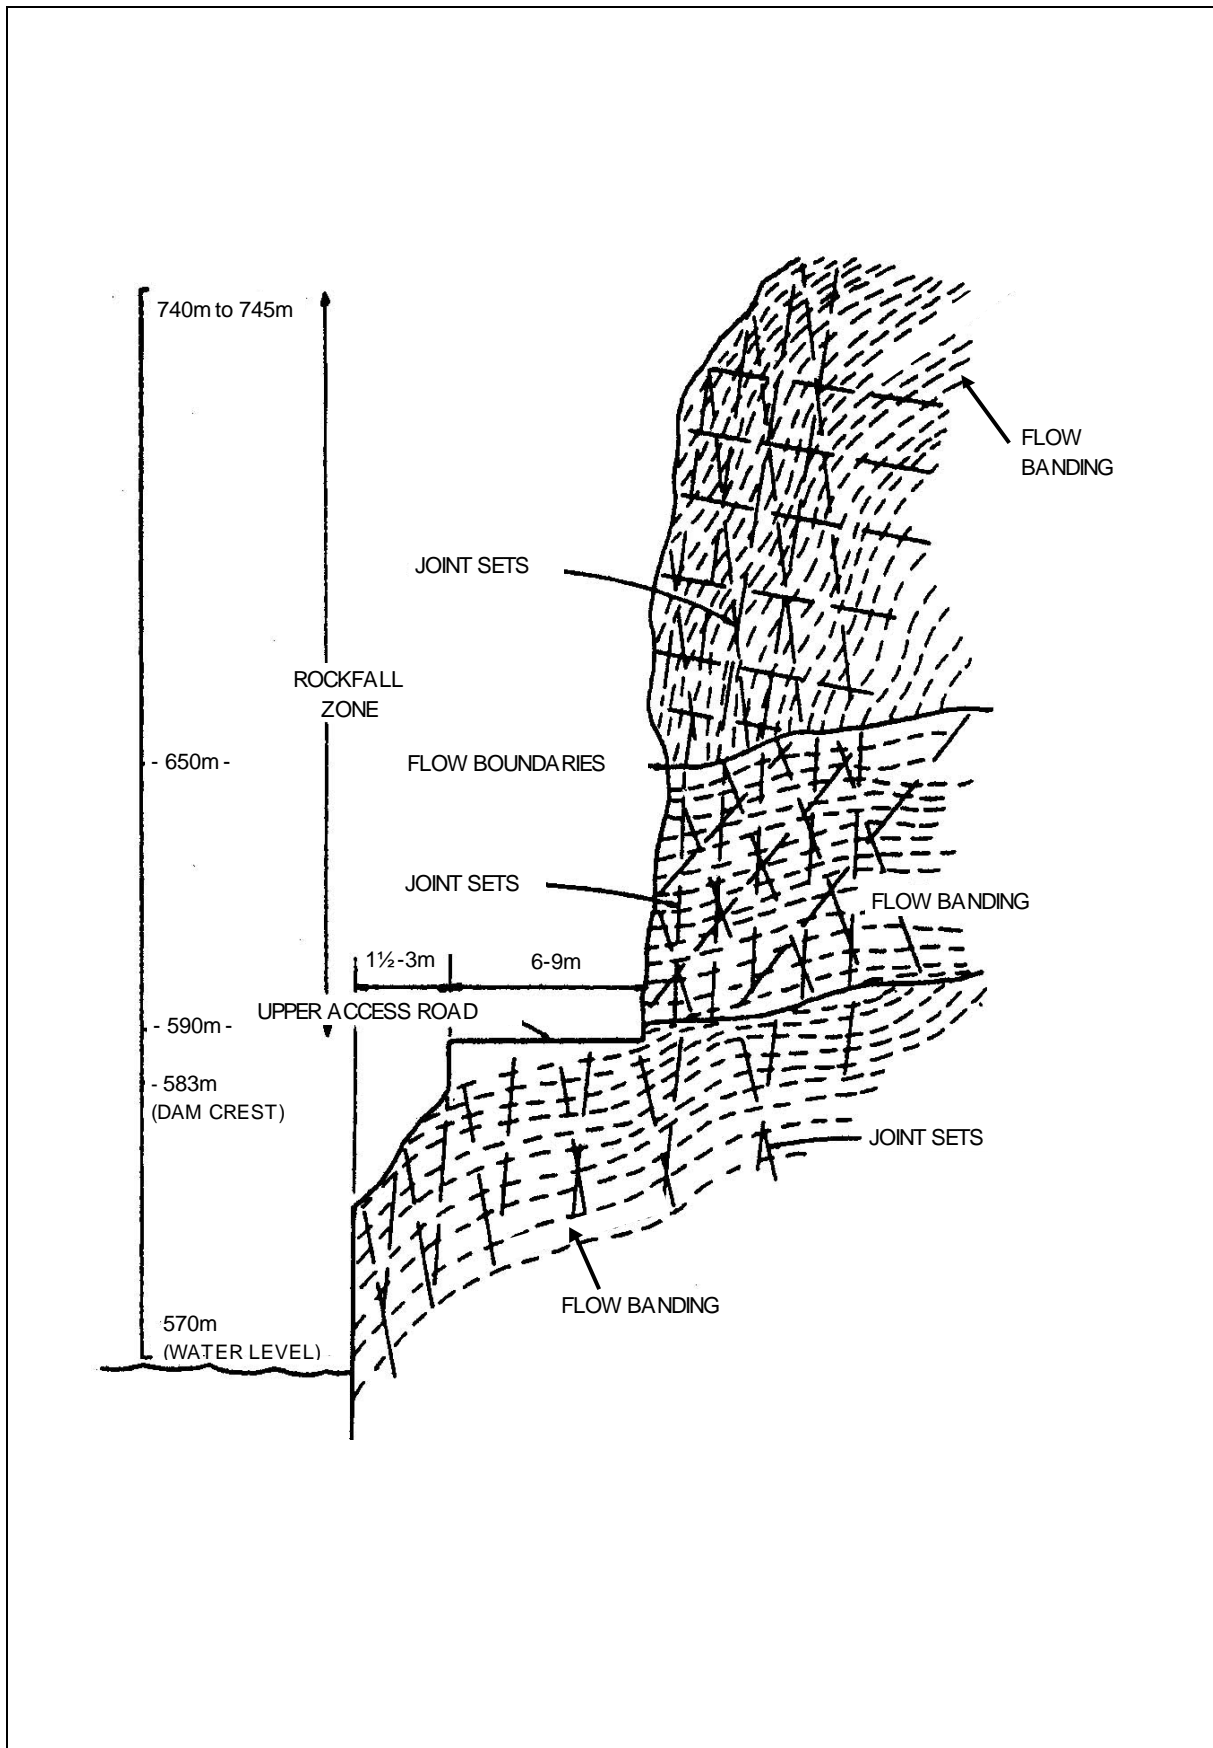 740m to 745m
FLOW
BANDING
JOINT SETS
ROCKFALL
ZONE
- 650m -
FLOW BOUNDARIES
JOINT SETS
FLOW BANDING
1½-3m
6-9m
UPPER ACCESS ROAD
- 590m -
- 583m
(DAM CREST)
JOINT SETS
FLOW BANDING
570m
(WATER LEVEL)